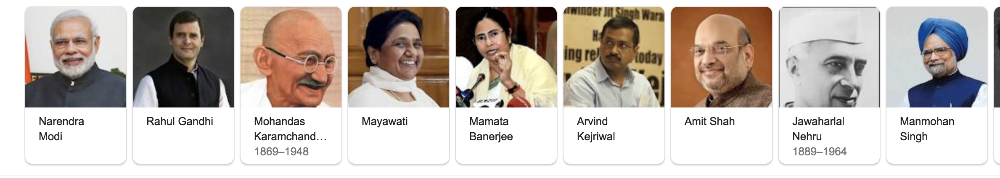 Narendra
Modi
Rahul Gandhi
Mohandas
Karamchand...
1869–1948
Mayawati
Mamata
Banerjee
winder Jit Singh Wara
ing re
today
Arvind
Kejriwal
Amit Shah
Jawaharlal
Nehru
1889–1964
Manmohan
Singh